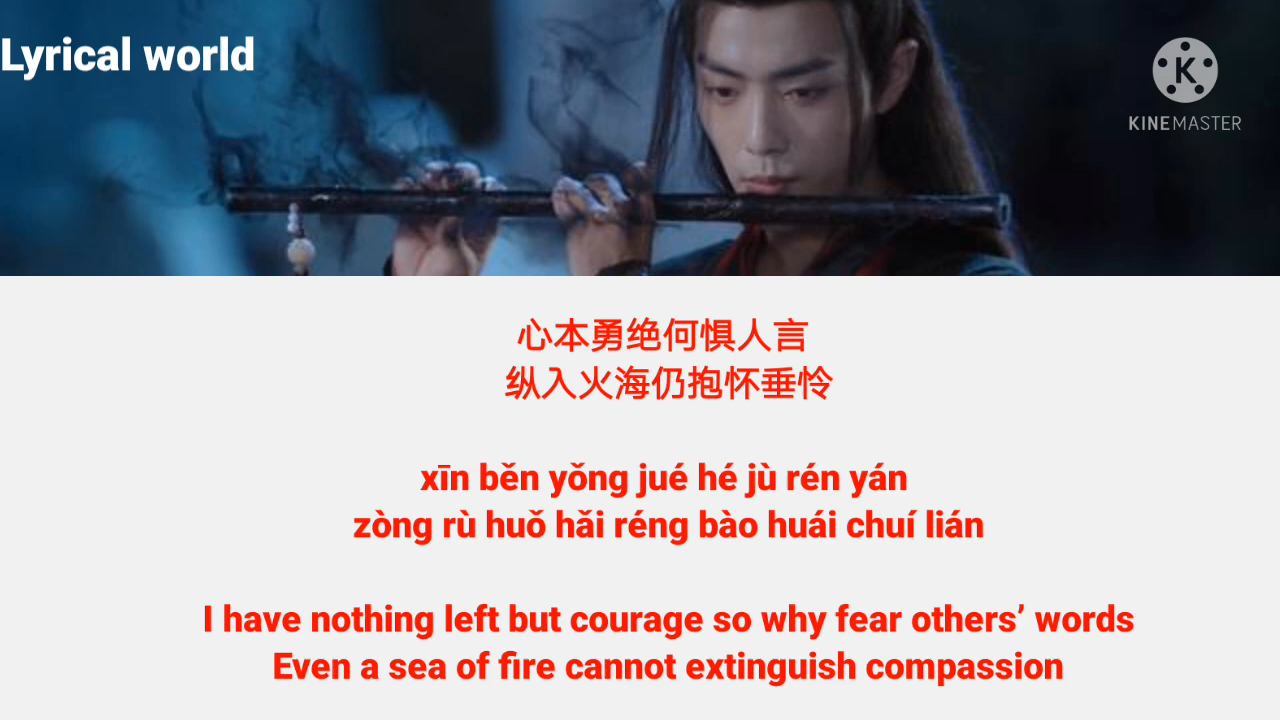 Lyrical world
K
KINEMASTER
心本勇绝何惧人言
纵入火海仍抱怀垂怜
xīn běn yǒng jué hé jù rén yán
zòng rù huǒ hǎi réng bào huái chuí lián
I have nothing left but courage so why fear others’ words
Even a sea of fire cannot extinguish compassion